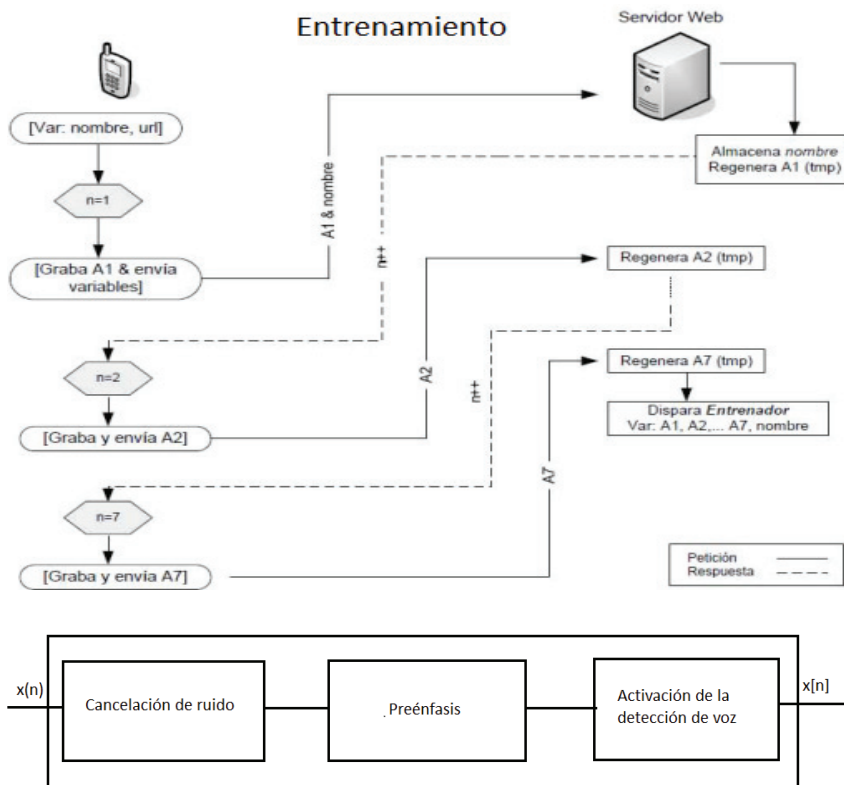 Entrenamiento
Servidor Web
[Var: nombre, url]
n=1
[Graba A1 & envía
variables]
A1 & nombre
Almacena nombre
Regenera A1 (tmp)
n++
Regenera A2 (tmp)
n=2
[Graba y envía A2]
A2
n++
Regenera A7 (tmp)
Dispara Entrenador
Var: A1, A2,... A7, nombre
n=7
[Graba y envía A7]
A7
Petición
Respuesta
x(n)
Cancelación de ruido
Preénfasis
Activación de la
detección de voz
x[n]